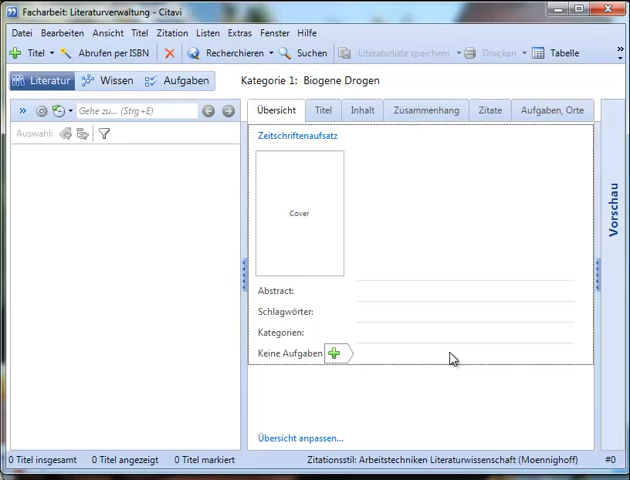 Facharbeit: Literaturverwaltung - Citavi
Datei Bearbeiten Ansicht Titel Zitation Listen Extras Fenster Hilfe
Titel Abrufen per ISBN Recherchieren Suchen Literaturliste speichern Drucken Tabelle
Literatur Wissen Aufgaben Kategorie 1: Biogene Drogen
Gehe zu... (Strg+E) Übersicht Titel Inhalt Zusammenhang Zitate Aufgaben, Orte
Auswahl: Zeitschriftenaufsatz
Cover
Vorschau
Abstract:
Schlagwörter:
Kategorien:
Keine Aufgaben
Übersicht anpassen...
0 Titel insgesamt 0 Titel angezeigt 0 Titel markiert Zitationsstil: Arbeitstechniken Literaturwissenschaft (Moennighoff) #0